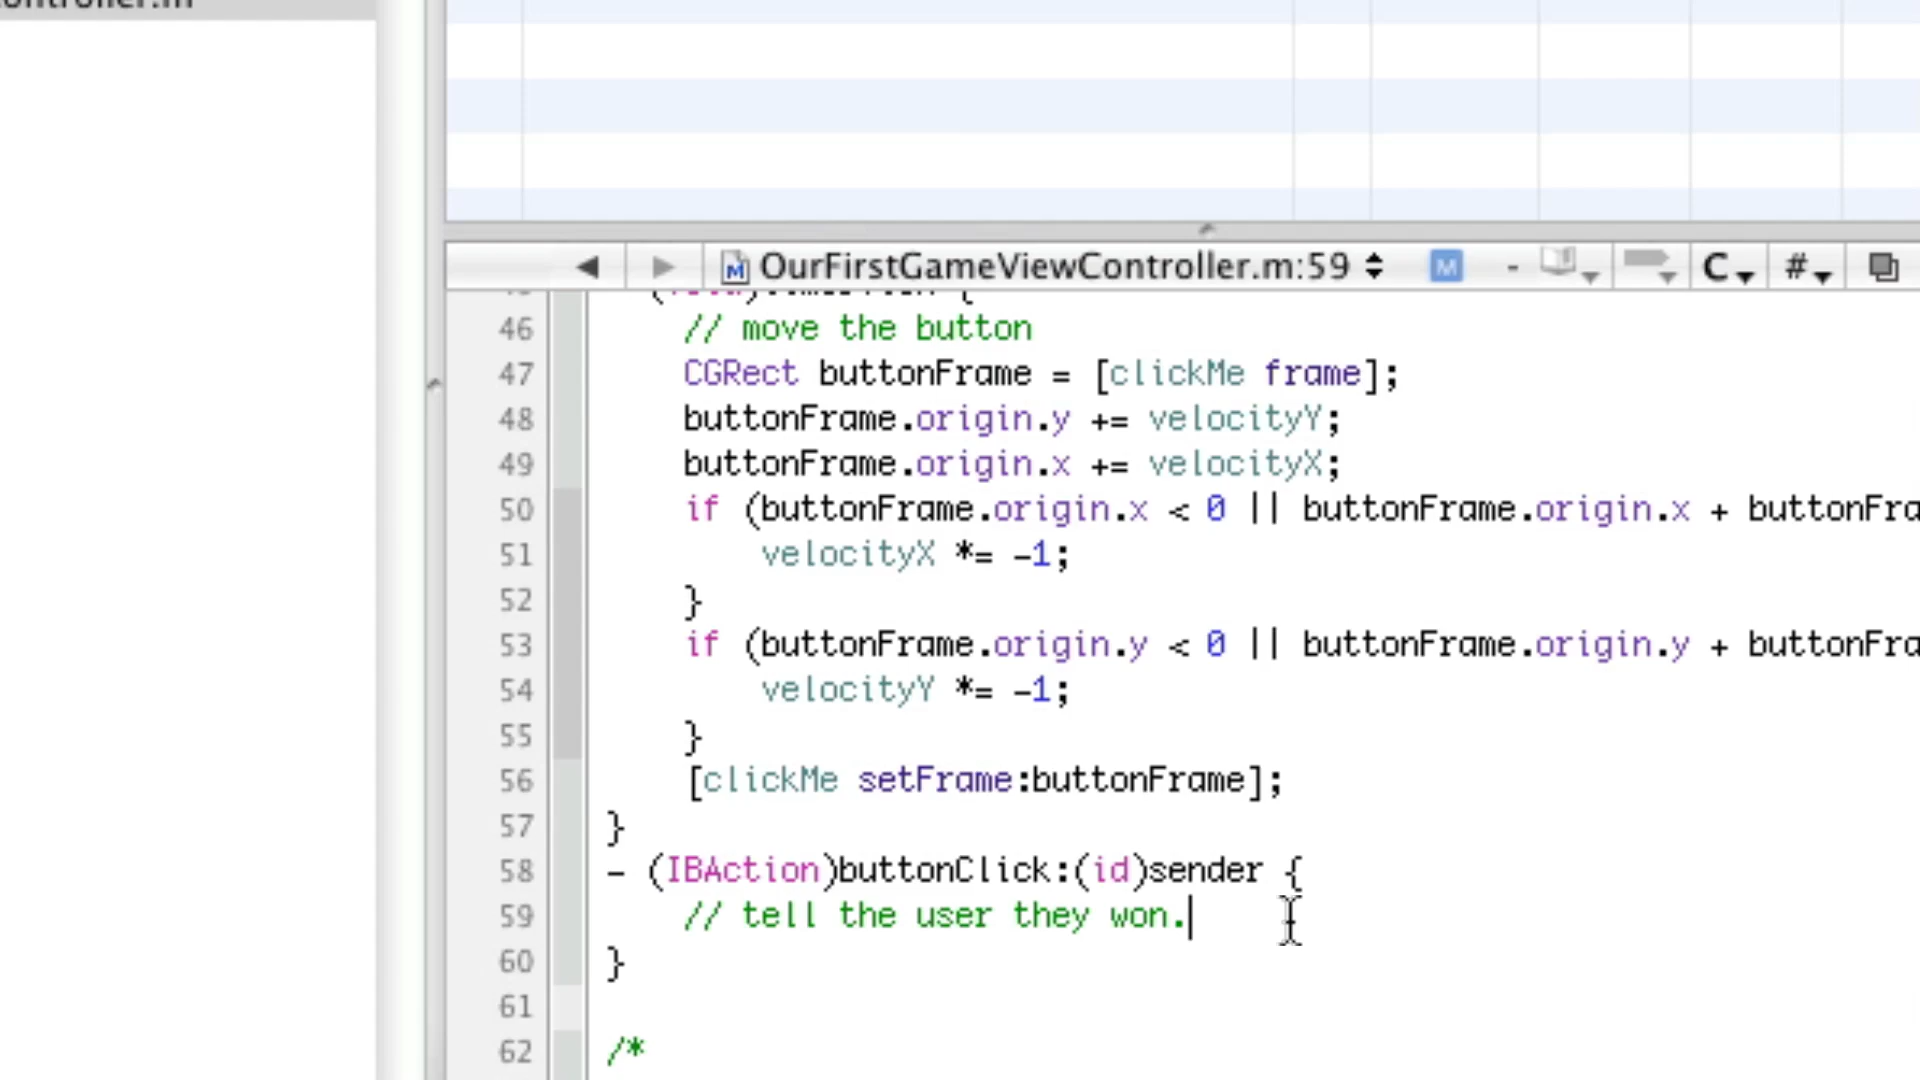 OurFirstGameViewController.m:59
M
-
C
#
46 // move the button
47 CGRect buttonFrame = [clickMe frame];
48 buttonFrame.origin.y += velocityY;
49 buttonFrame.origin.x += velocityX;
50 if (buttonFrame.origin.x < 0 || buttonFrame.origin.x + buttonFra
51 velocityX *= -1;
52 }
53 if (buttonFrame.origin.y < 0 || buttonFrame.origin.y + buttonFra
54 velocityY *= -1;
55 }
56 [clickMe setFrame:buttonFrame];
57 }
58 - (IBAction)buttonClick:(id)sender {
59 // tell the user they won.
60 }
61
62 /*